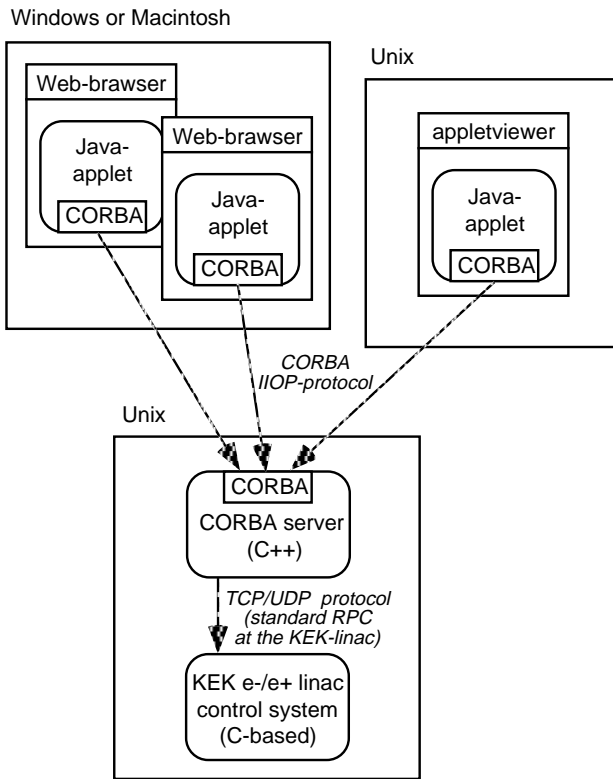 Windows or Macintosh
Web-brawser
Java-
applet
CORBA
Web-brawser
Java-
applet
CORBA
Unix
appletviewer
Java-
applet
CORBA
CORBA
IIOP-protocol
Unix
CORBA
CORBA server
(C++)
TCP/UDP protocol
(standard RPC
at the KEK-linac)
KEK e-/e+ linac
control system
(C-based)